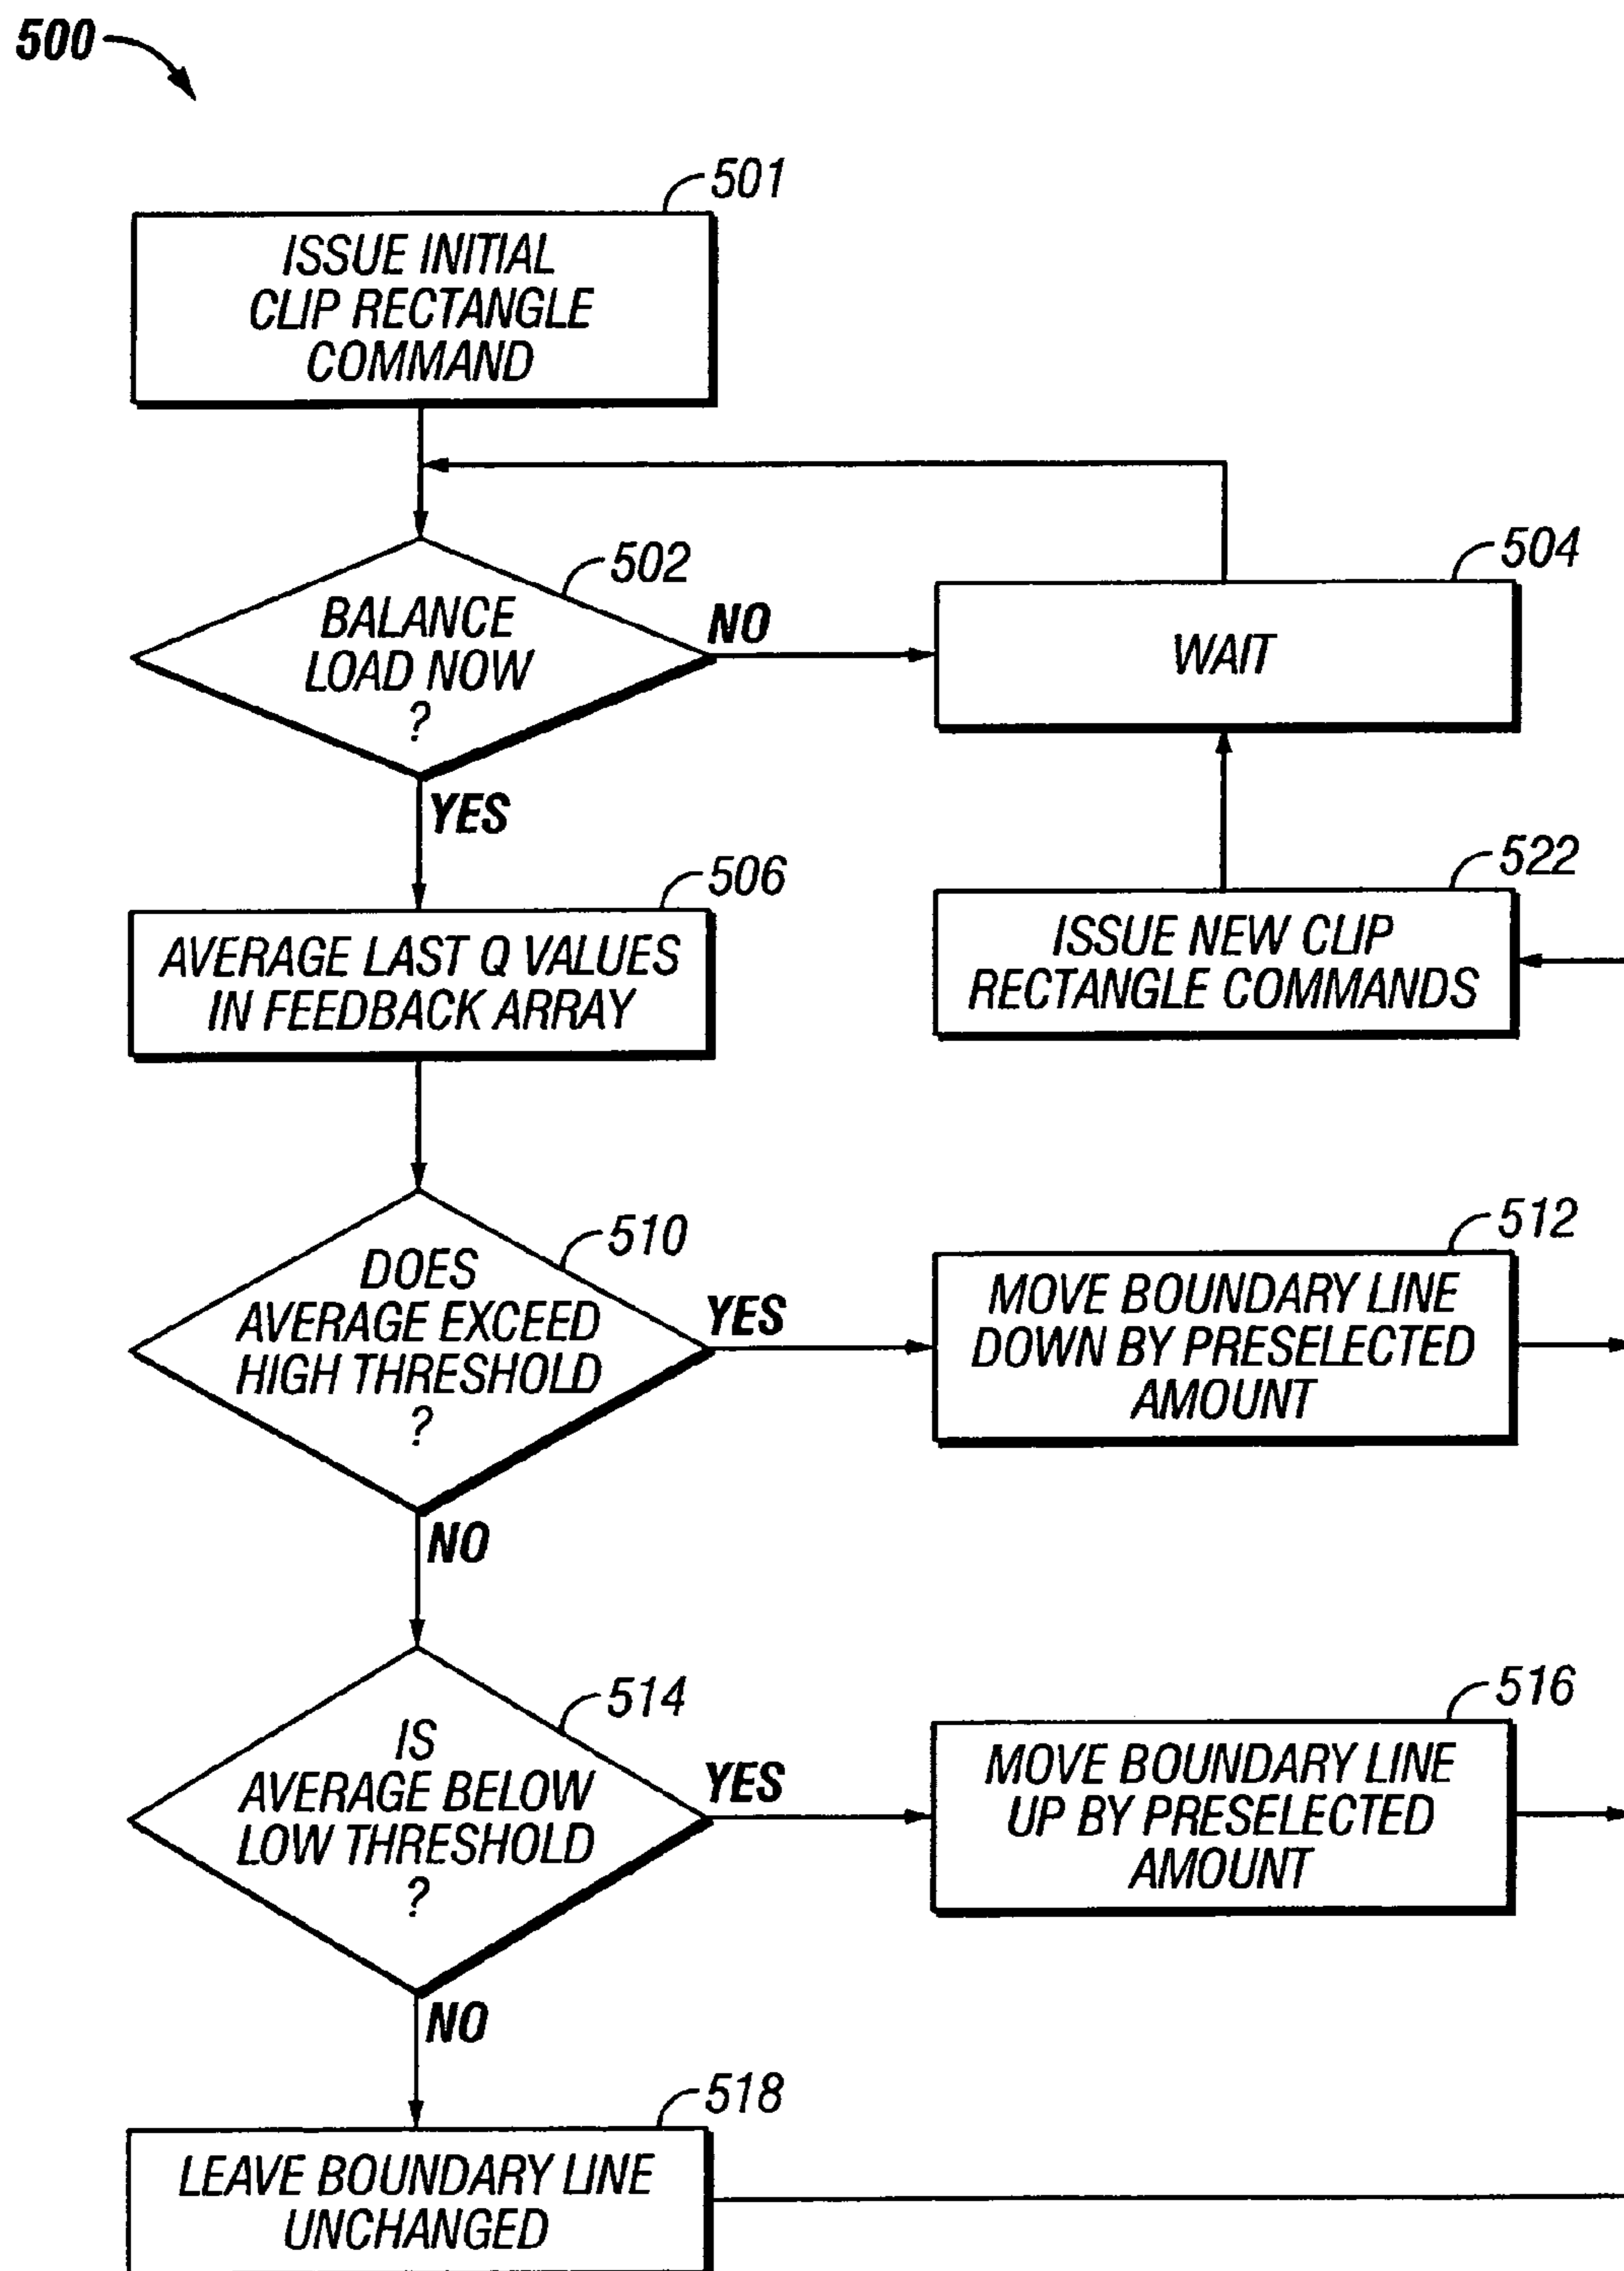 500
501
ISSUE INITIAL
CLIP RECTANGLE
COMMAND
502
BALANCE
LOAD NOW
?
NO
504
WAIT
YES
506
AVERAGE LAST Q VALUES
IN FEEDBACK ARRAY
522
ISSUE NEW CLIP
RECTANGLE COMMANDS
510
DOES
AVERAGE EXCEED
HIGH THRESHOLD
?
YES
512
MOVE BOUNDARY LINE
DOWN BY PRESELECTED
AMOUNT
NO
514
IS
AVERAGE BELOW
LOW THRESHOLD
?
YES
516
MOVE BOUNDARY LINE
UP BY PRESELECTED
AMOUNT
NO
518
LEAVE BOUNDARY LINE
UNCHANGED